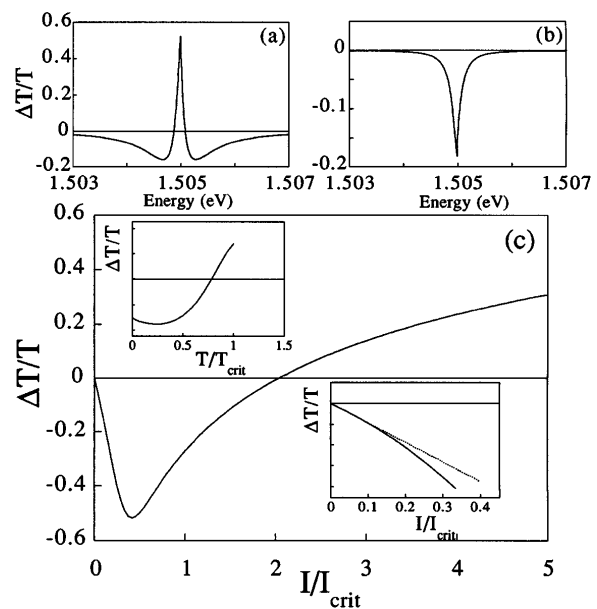 (a)
ΔT/T
0.6
0.4
0.2
0
-0.2
1.503 1.505 1.507
Energy (eV)
(b)
0
-0.1
-0.2
1.503 1.505 1.507
Energy (eV)
(c)
ΔT/T
0.6
0.4
0.2
0
-0.2
-0.4
-0.6
ΔT/T
0 0.5 1 1.5
T/Tcrit
ΔT/T
0 0.1 0.2 0.3 0.4
I/Icrit
0 1 2 3 4 5
I/Icrit